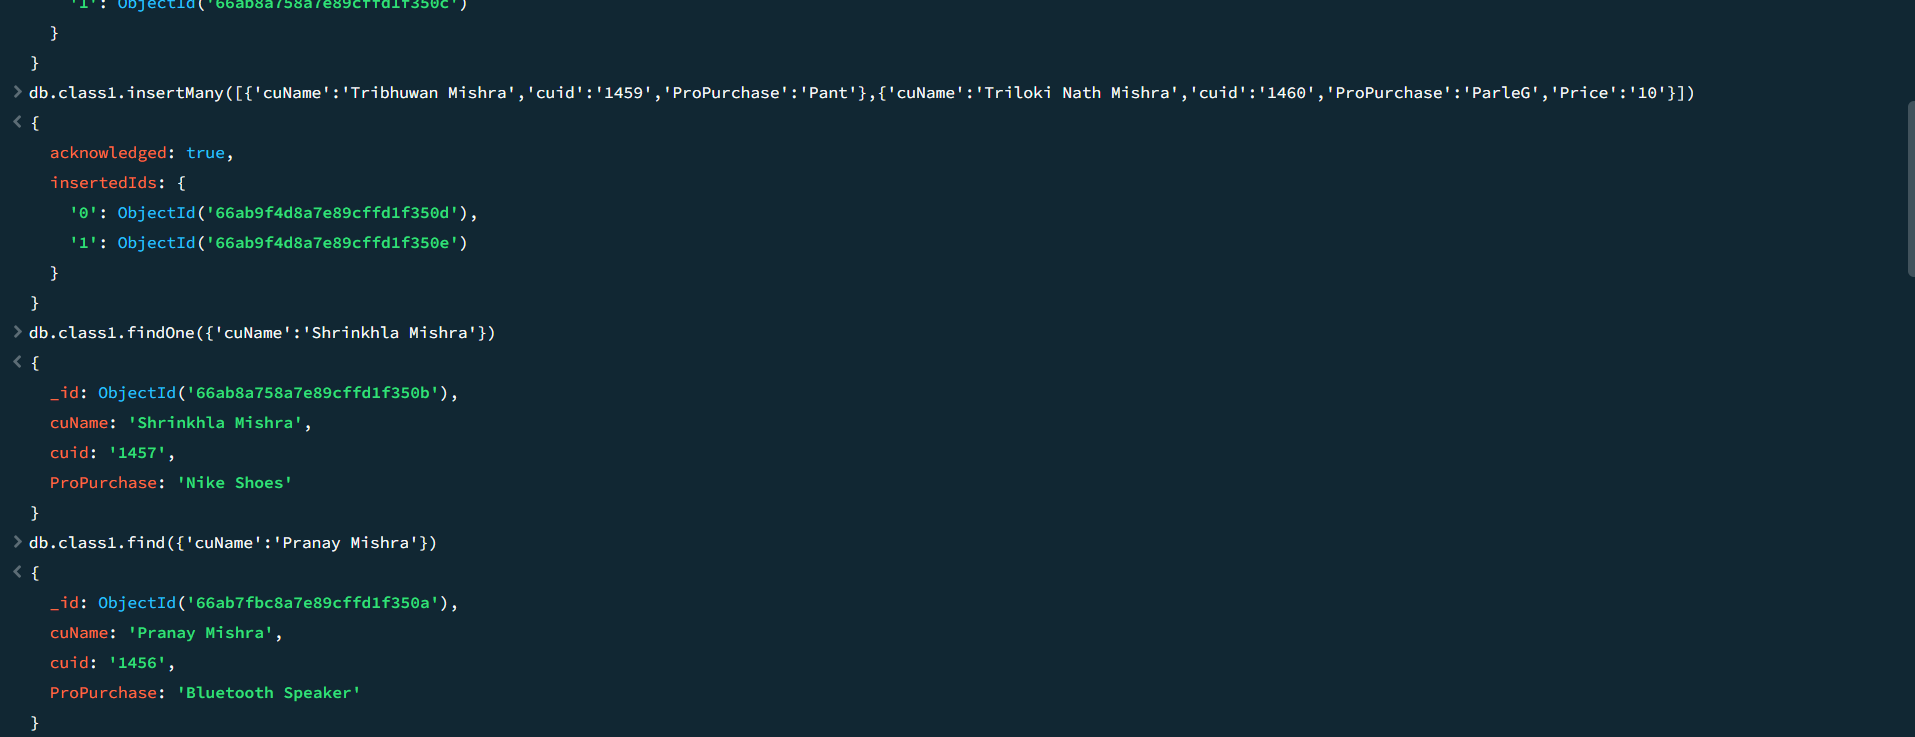 '1': ObjectId('66ab8a758a7e89cffd1f350c')
}
}
> db.class1.insertMany([{'cuName':'Tribhuwan Mishra','cuid':'1459','ProPurchase':'Pant'},{'cuName':'Triloki Nath Mishra','cuid':'1460','ProPurchase':'ParleG','Price':'10'}])
< {
acknowledged: true,
insertedIds: {
'0': ObjectId('66ab9f4d8a7e89cffd1f350d'),
'1': ObjectId('66ab9f4d8a7e89cffd1f350e')
}
}
> db.class1.findOne({'cuName':'Shrinkhla Mishra'})
< {
_id: ObjectId('66ab8a758a7e89cffd1f350b'),
cuName: 'Shrinkhla Mishra',
cuid: '1457',
ProPurchase: 'Nike Shoes'
}
> db.class1.find({'cuName':'Pranay Mishra'})
< {
_id: ObjectId('66ab7fbc8a7e89cffd1f350a'),
cuName: 'Pranay Mishra',
cuid: '1456',
ProPurchase: 'Bluetooth Speaker'
}